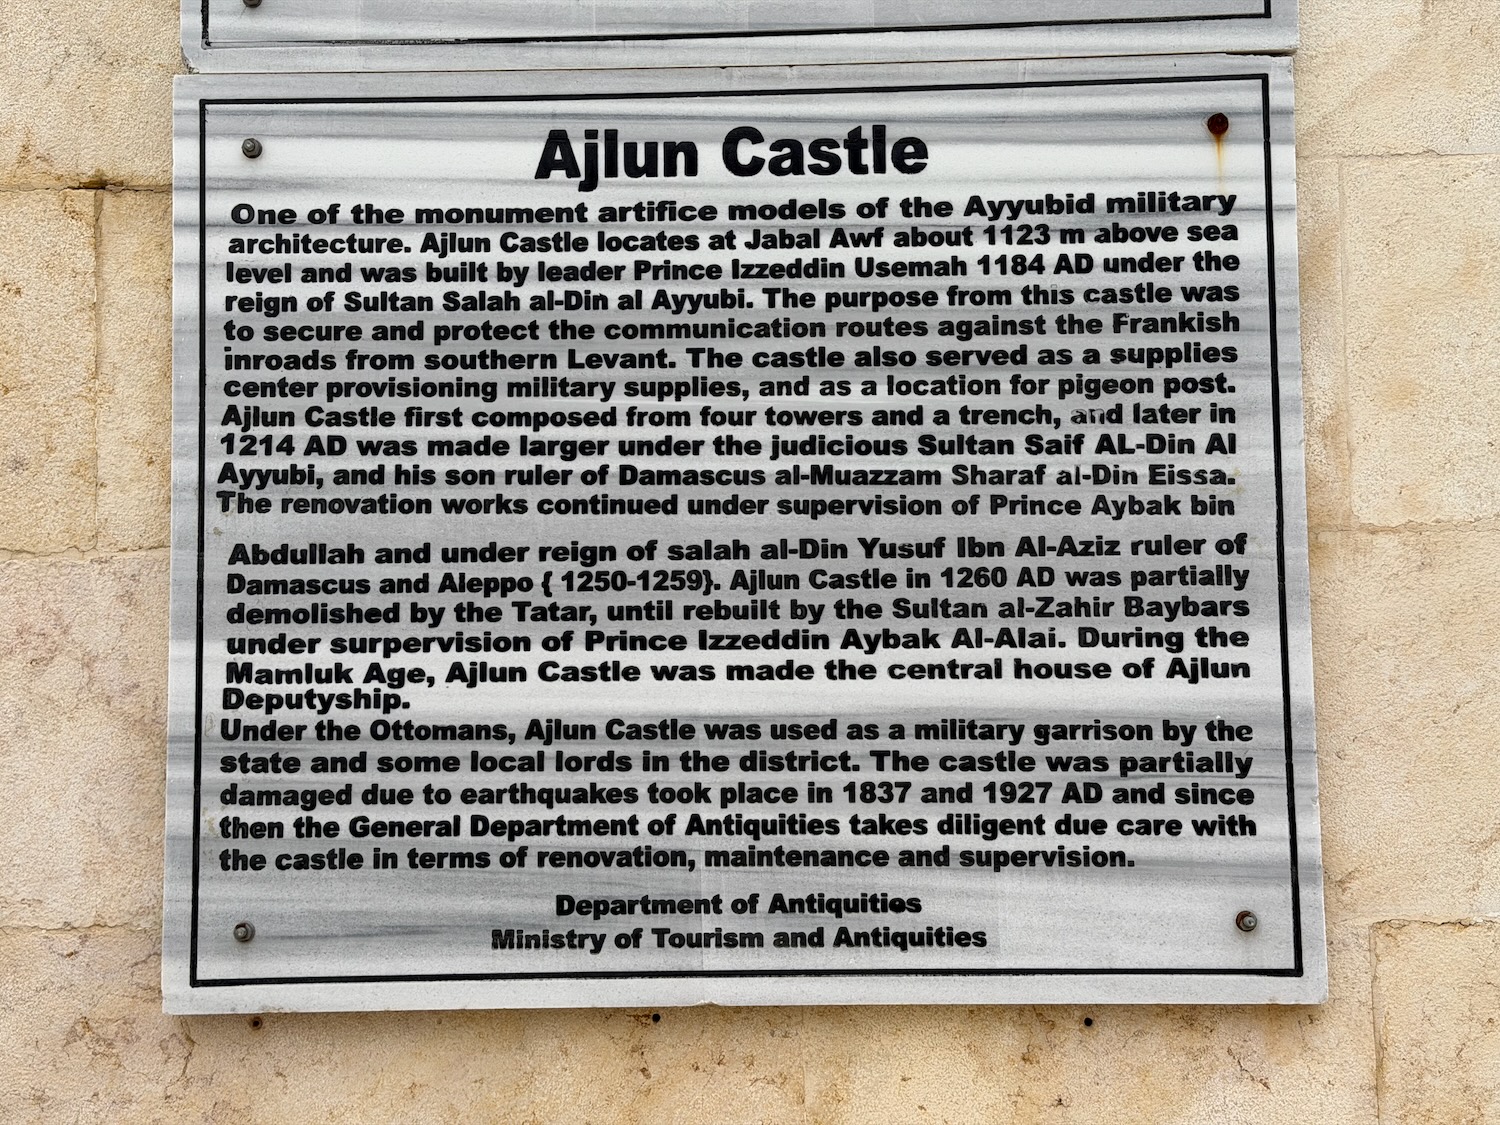 Ajlun Castle
One of the monument artifice models of the Ayyubid military
architecture. Ajlun Castle locates at Jabal Awf about 1123 m above sea
level and was built by leader Prince Izzeddin Usemah 1184 AD under the
reign of Sultan Salah al-Din al Ayyubi. The purpose from this castle was
to secure and protect the communication routes against the Frankish
inroads from southern Levant. The castle also served as a supplies
center provisioning military supplies, and as a location for pigeon post.
Ajlun Castle first composed from four towers and a trench, and later in
1214 AD was made larger under the judicious Sultan Saif AL-Din Al
Ayyubi, and his son ruler of Damascus al-Muazzam Sharaf al-Din Eissa.
The renovation works continued under supervision of Prince Aybak bin
Abdullah and under reign of salah al-Din Yusuf Ibn Al-Aziz ruler of
Damascus and Aleppo { 1250-1259}. Ajlun Castle in 1260 AD was partially
demolished by the Tatar, until rebuilt by the Sultan al-Zahir Baybars
under surpervision of Prince Izzeddin Aybak Al-Alai. During the
Mamluk Age, Ajlun Castle was made the central house of Ajlun
Deputyship.
Under the Ottomans, Ajlun Castle was used as a military garrison by the
state and some local lords in the district. The castle was partially
damaged due to earthquakes took place in 1837 and 1927 AD and since
then the General Department of Antiquities takes diligent due care with
the castle in terms of renovation, maintenance and supervision.
Department of Antiquities
Ministry of Tourism and Antiquities